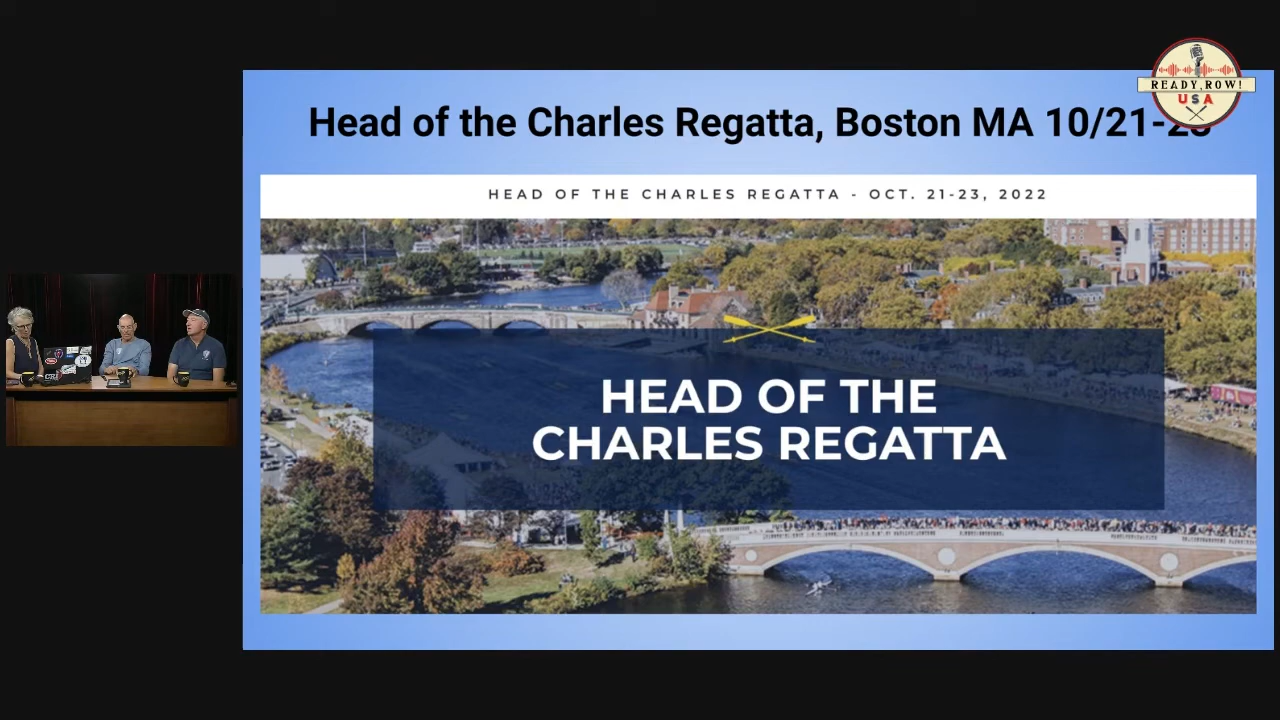 Head of the Charles Regatta, Boston MA 10/21-23
READY, ROW!
USA
HEAD OF THE CHARLES REGATTA - OCT. 21-23, 2022
HEAD OF THE
CHARLES REGATTA